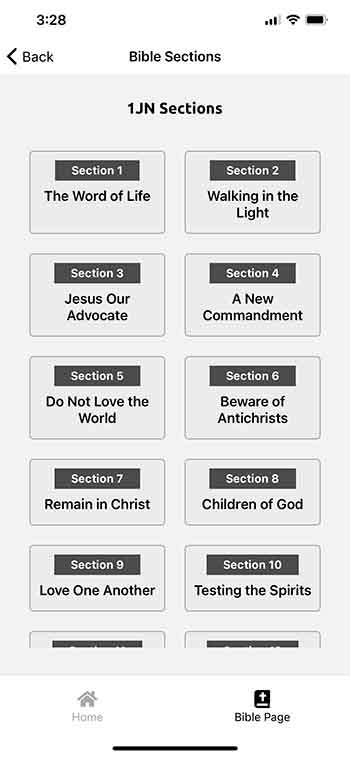 3:28
Back
Bible Sections
1JN Sections
Section 1
The Word of Life
Section 2
Walking in the
Light
Section 3
Jesus Our
Advocate
Section 4
A New
Commandment
Section 5
Do Not Love the
World
Section 6
Beware of
Antichrists
Section 7
Remain in Christ
Section 8
Children of God
Section 9
Love One Another
Section 10
Testing the Spirits
Home
Bible Page